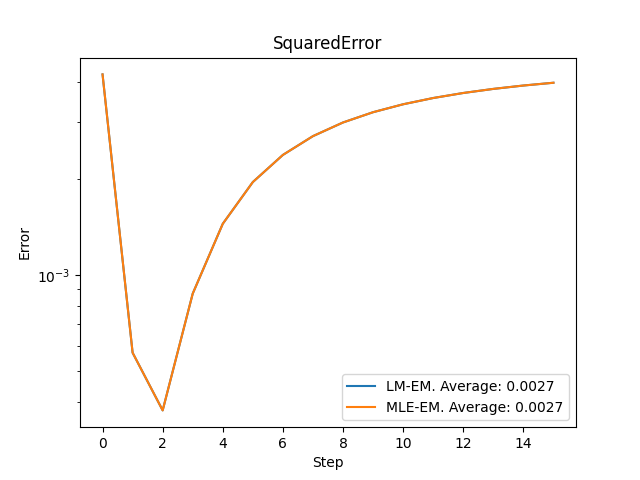 SquaredError
Error
10⁻³
LM-EM. Average: 0.0027
MLE-EM. Average: 0.0027
0 2 4 6 8 10 12 14
Step